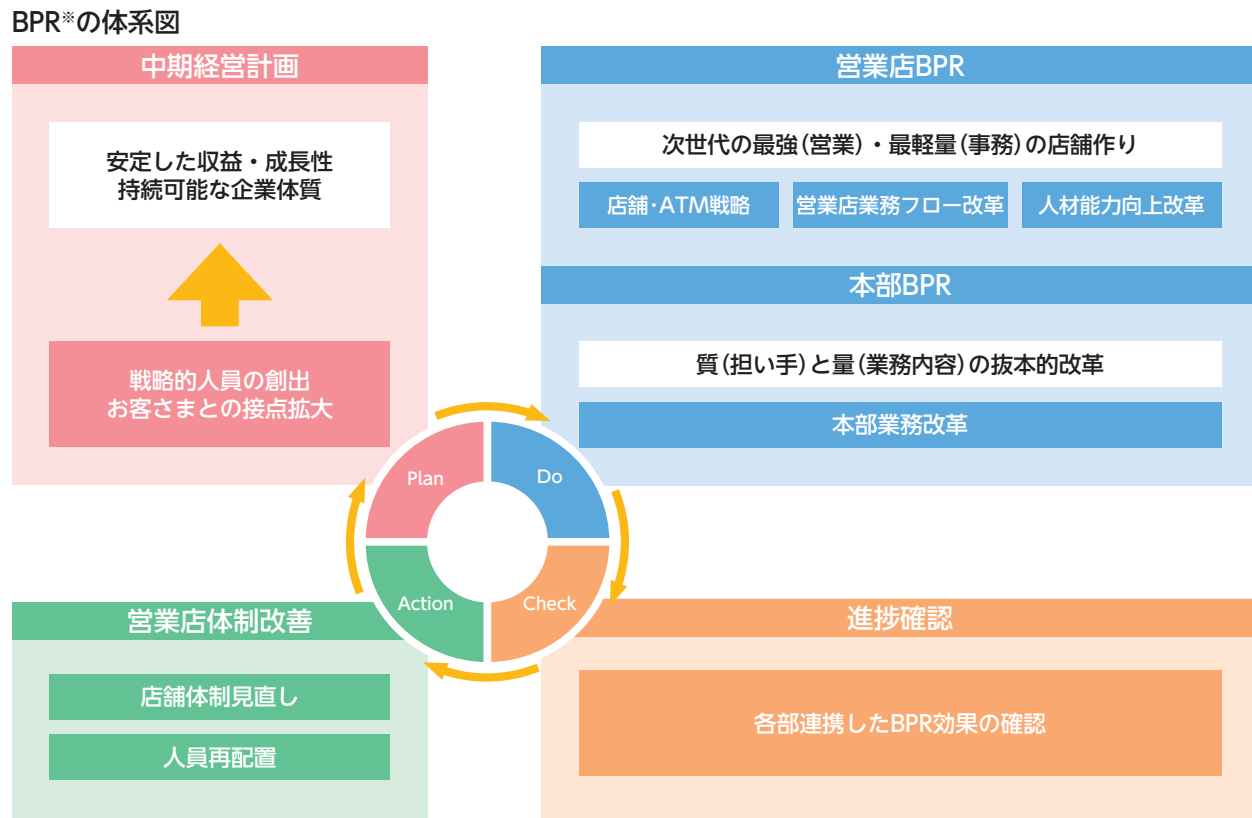 BPR※の体系図
中期経営計画
安定した収益・成長性
持続可能な企業体質
戦略的人員の創出
お客さまとの接点拡大
営業店BPR
次世代の最強(営業)・最軽量(事務)の店舗作り
店舗・ATM戦略
営業店業務フロー改革
人材能力向上改革
本部BPR
質(担い手)と量(業務内容)の抜本的改革
本部業務改革
Plan
Do
Action
Check
営業店体制改善
店舗体制見直し
人員再配置
進捗確認
各部連携したBPR効果の確認